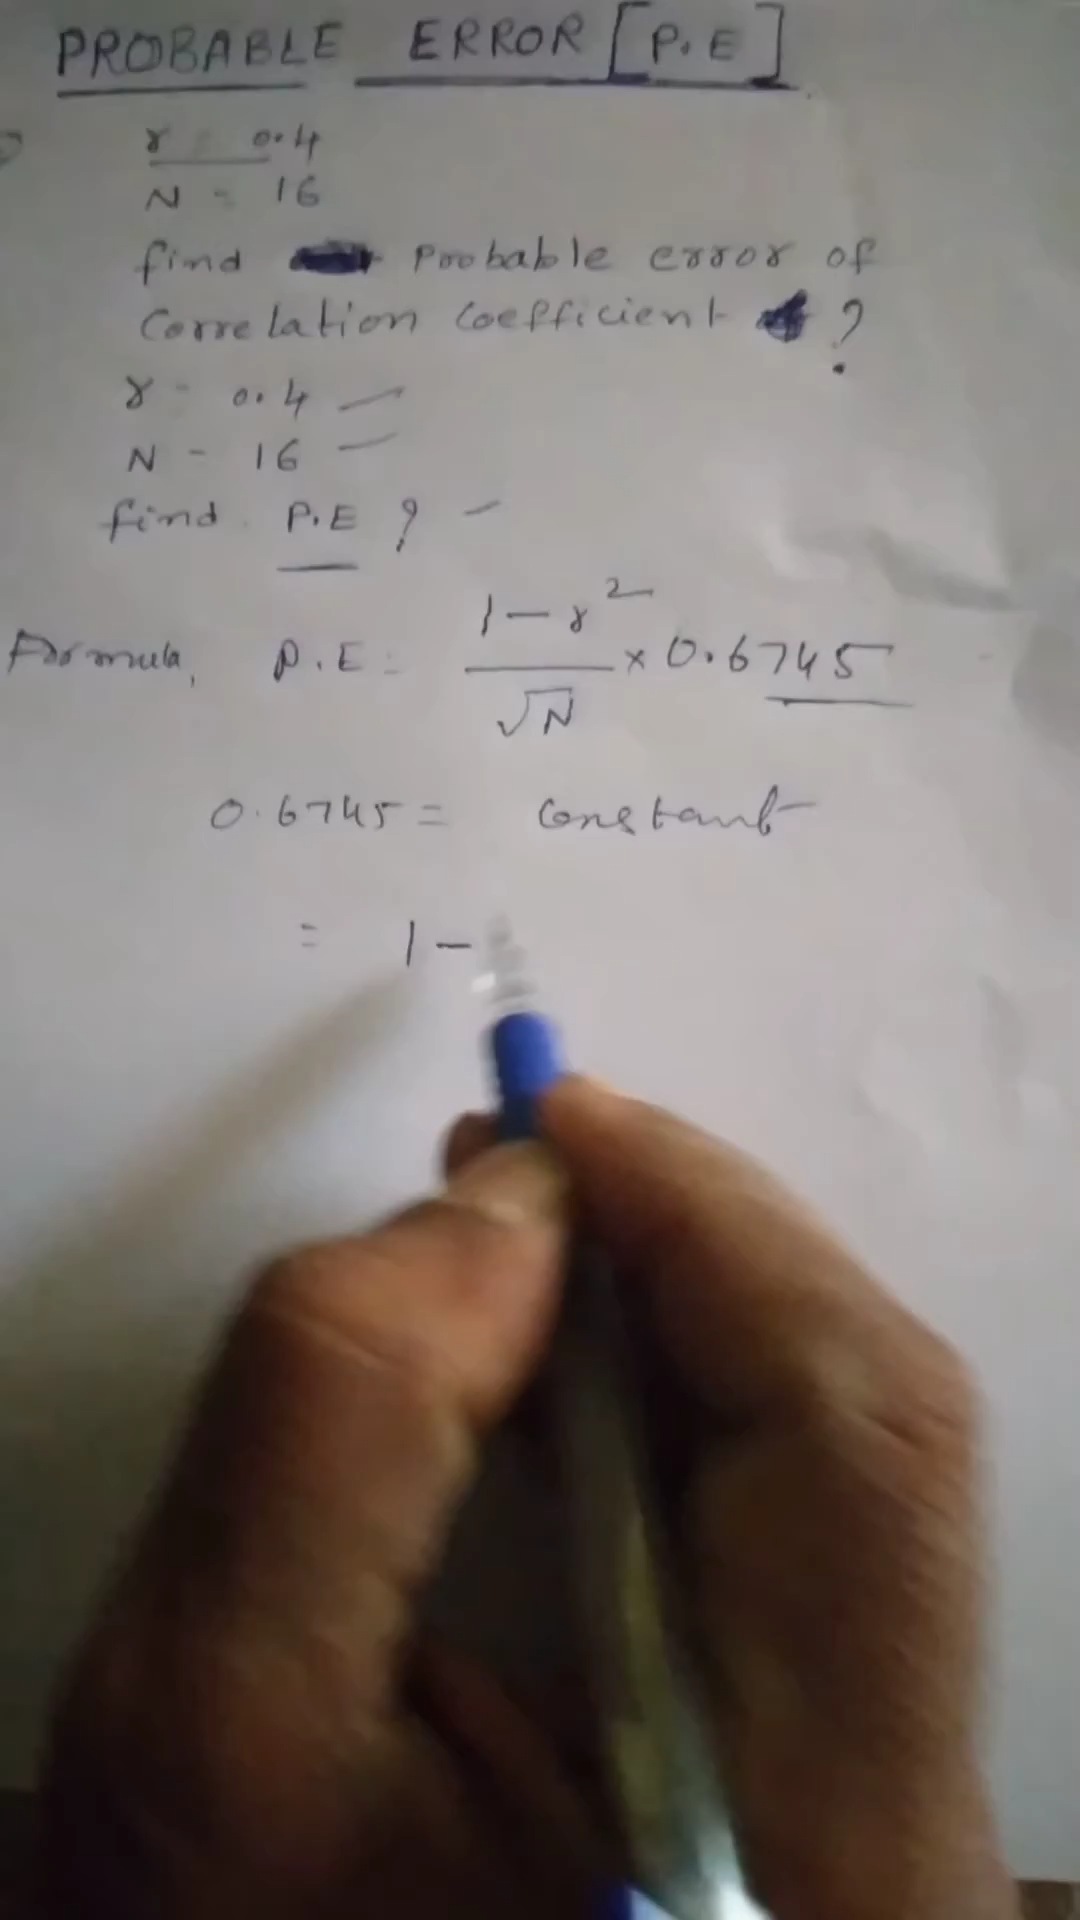 PROBABLE ERROR [P.E]
r = 0.4
N = 16
find Probable error of
Correlation Coefficient ?
r - 0.4
N - 16
find P.E ?
Formula, P.E = 1 - r² / √N × 0.6745
0.6745 = Constant
= 1 -